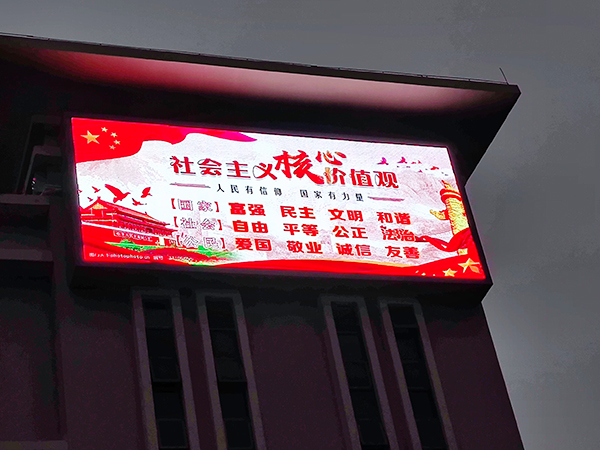 社会主义核心价值观
人民有信仰 国家有力量
【国家】 富强 民主 文明 和谐
【社会】 自由 平等 公正 法治
【公民】 爱国 敬业 诚信 友善